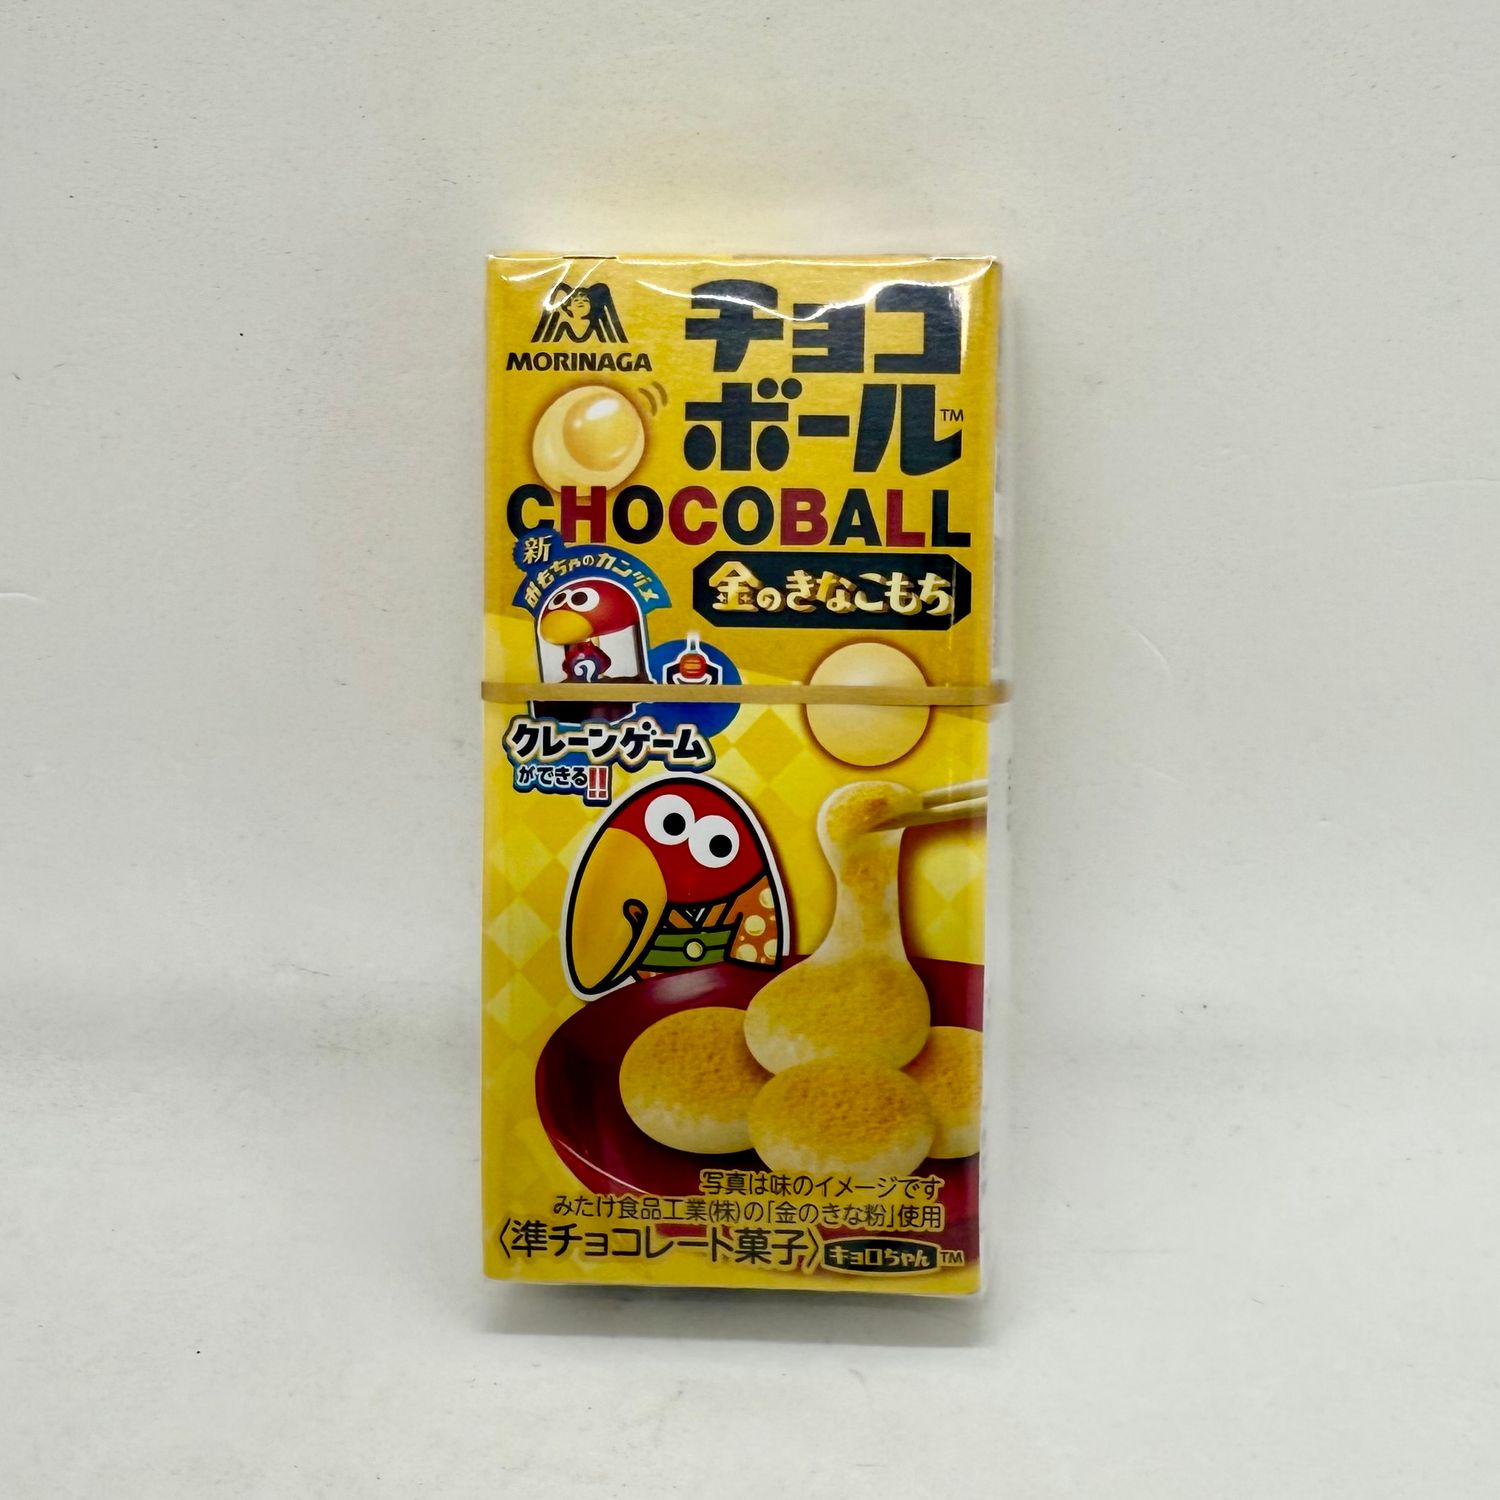 MORINAGA
チョコ
ボール™
CHOCOBALL
新
おもちゃのカンヅメ
金のきなこもち
クレーンゲーム
ができる!!
写真は味のイメージです
みたけ食品工業(株)の「金のきな粉」使用
〈準チョコレート菓子〉
キョロちゃん™